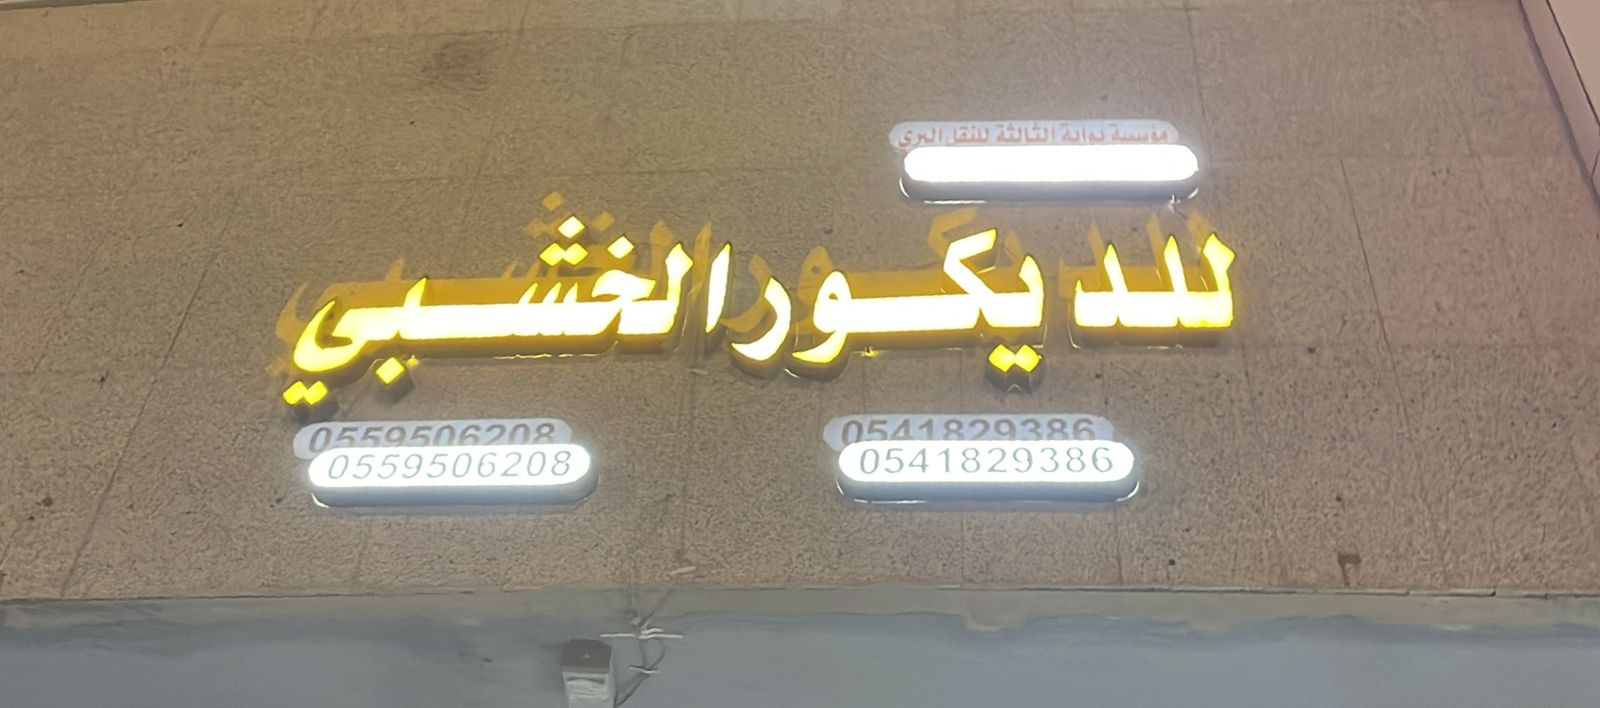 مؤسسة بوابة الثالثة للنقل البري
للديكور الخشبي
0541829386 0559506208